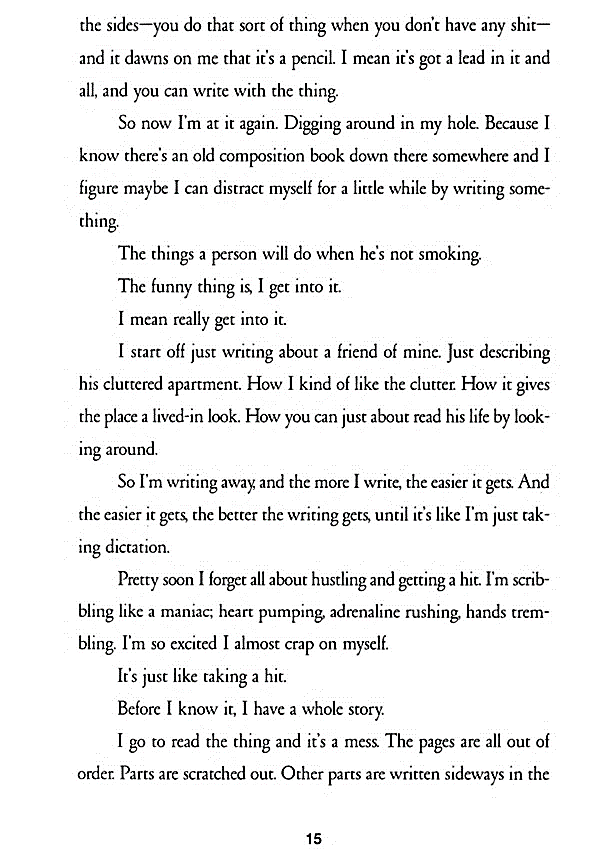 the sides—you do that sort of thing when you don't have any shit—
and it dawns on me that it's a pencil. I mean it's got a lead in it and
all, and you can write with the thing.
So now I'm at it again. Digging around in my hole. Because I
know there's an old composition book down there somewhere and I
figure maybe I can distract myself for a little while by writing some-
thing.
The things a person will do when he's not smoking.
The funny thing is, I get into it.
I mean really get into it.
I start off just writing about a friend of mine. Just describing
his cluttered apartment. How I kind of like the clutter. How it gives
the place a lived-in look. How you can just about read his life by look-
ing around.
So I'm writing away, and the more I write, the easier it gets. And
the easier it gets, the better the writing gets, until it's like I'm just tak-
ing dictation.
Pretty soon I forget all about hustling and getting a hit. I'm scrib-
bling like a maniac; heart pumping, adrenaline rushing, hands trem-
bling. I'm so excited I almost crap on myself.
It's just like taking a hit.
Before I know it, I have a whole story.
I go to read the thing and it's a mess. The pages are all out of
order. Parts are scratched out. Other parts are written sideways in the
15